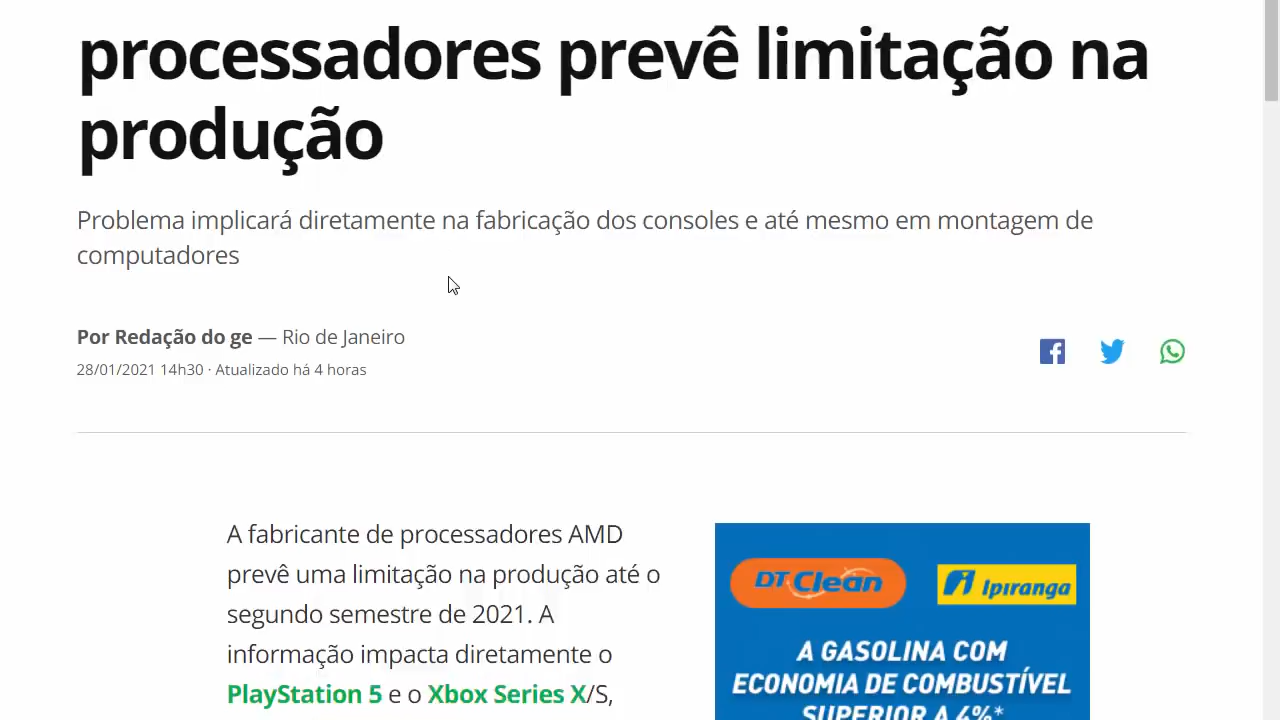 processadores prevê limitação na
produção
Problema implicará diretamente na fabricação dos consoles e até mesmo em montagem de
computadores
Por Redação do ge — Rio de Janeiro
28/01/2021 14h30 · Atualizado há 4 horas
A fabricante de processadores AMD
prevê uma limitação na produção até o
segundo semestre de 2021. A
informação impacta diretamente o
PlayStation 5 e o Xbox Series X/S,
DT Clean
Ipiranga
A GASOLINA COM
ECONOMIA DE COMBUSTÍVEL
SUPERIOR A 4%*